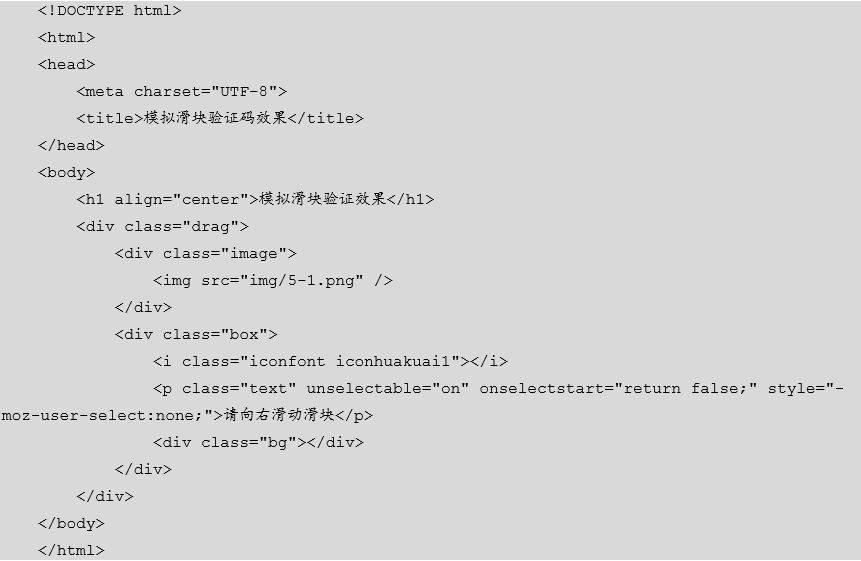 <!DOCTYPE html>
<html>
<head>
    <meta charset="UTF-8">
    <title>模拟滑块验证码效果</title>
</head>
<body>
    <h1 align="center">模拟滑块验证效果</h1>
    <div class="drag">
        <div class="image">
            <img src="img/5-1.png" />
        </div>
        <div class="box">
            <i class="iconfont iconhuakuai1"></i>
            <p class="text" unselectable="on" onselectstart="return false;" style="-
moz-user-select:none;">请向右滑动滑块</p>
            <div class="bg"></div>
        </div>
    </div>
</body>
</html>